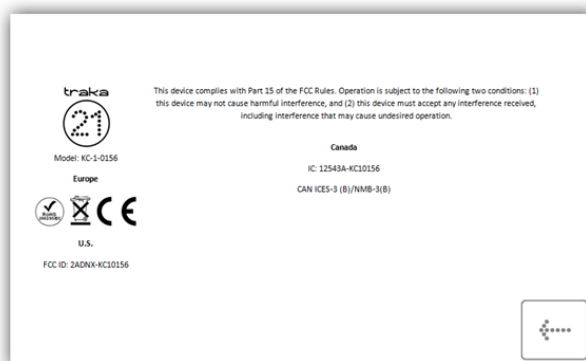 traka
21
Model: KC-1-0156
Europe
CE
U.S.
FCC ID: 2ADNX-KC10156
This device complies with Part 15 of the FCC Rules. Operation is subject to the following two conditions: (1)
this device may not cause harmful interference, and (2) this device must accept any interference received,
including interference that may cause undesired operation.
Canada
IC: 12543A-KC10156
CAN ICES-3 (B)/NMB-3(B)